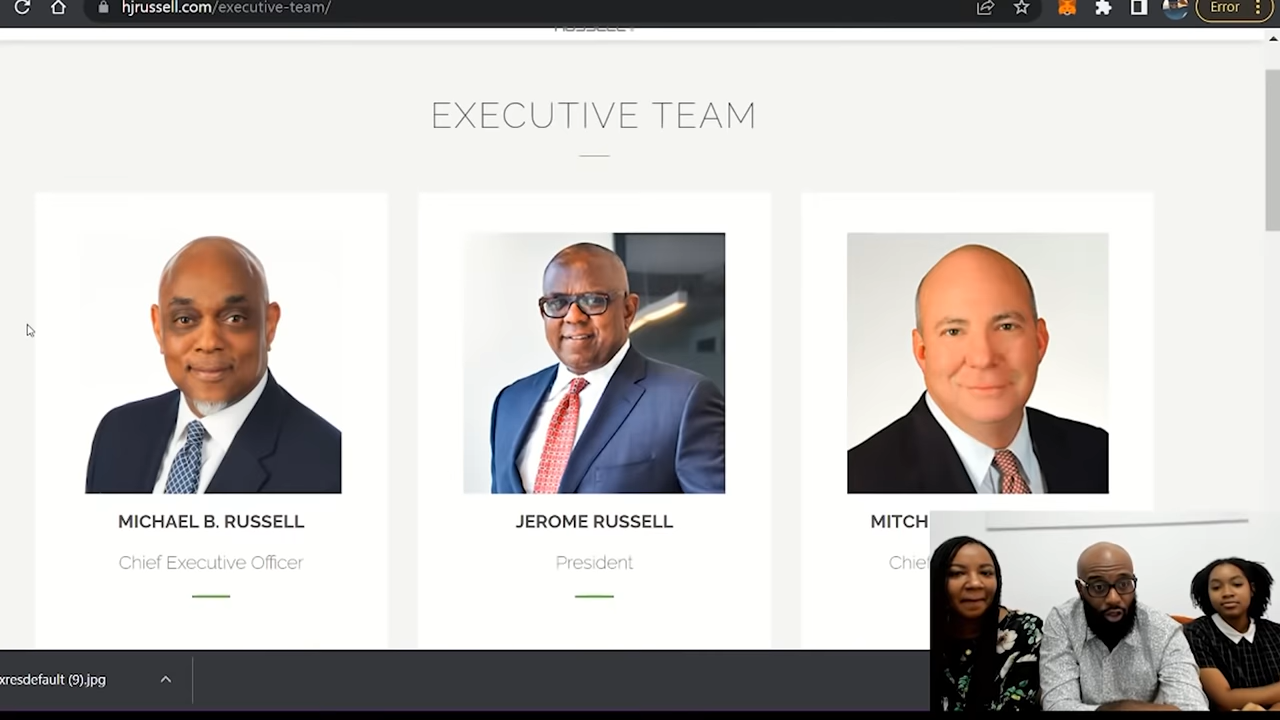 hjrussell.com/executive-team/
Error
EXECUTIVE TEAM
MICHAEL B. RUSSELL
JEROME RUSSELL
MITCH
Chief Executive Officer
President
Chief
xresdefault (9).jpg